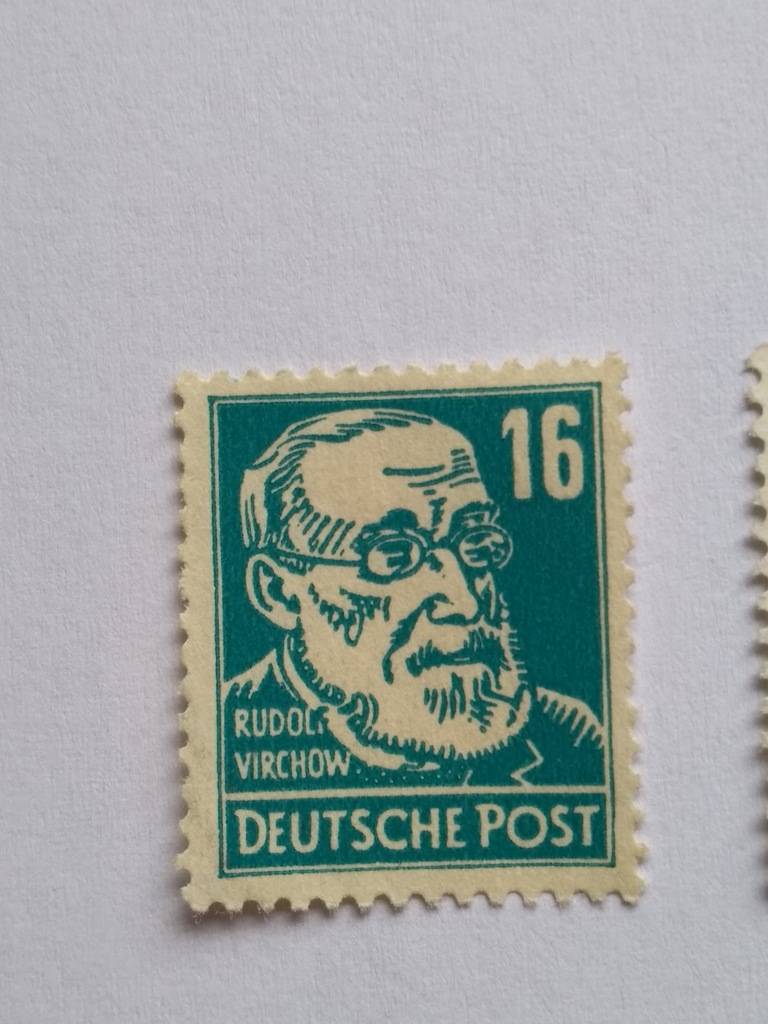 16
RUDOLF
VIRCHOW
DEUTSCHE POST